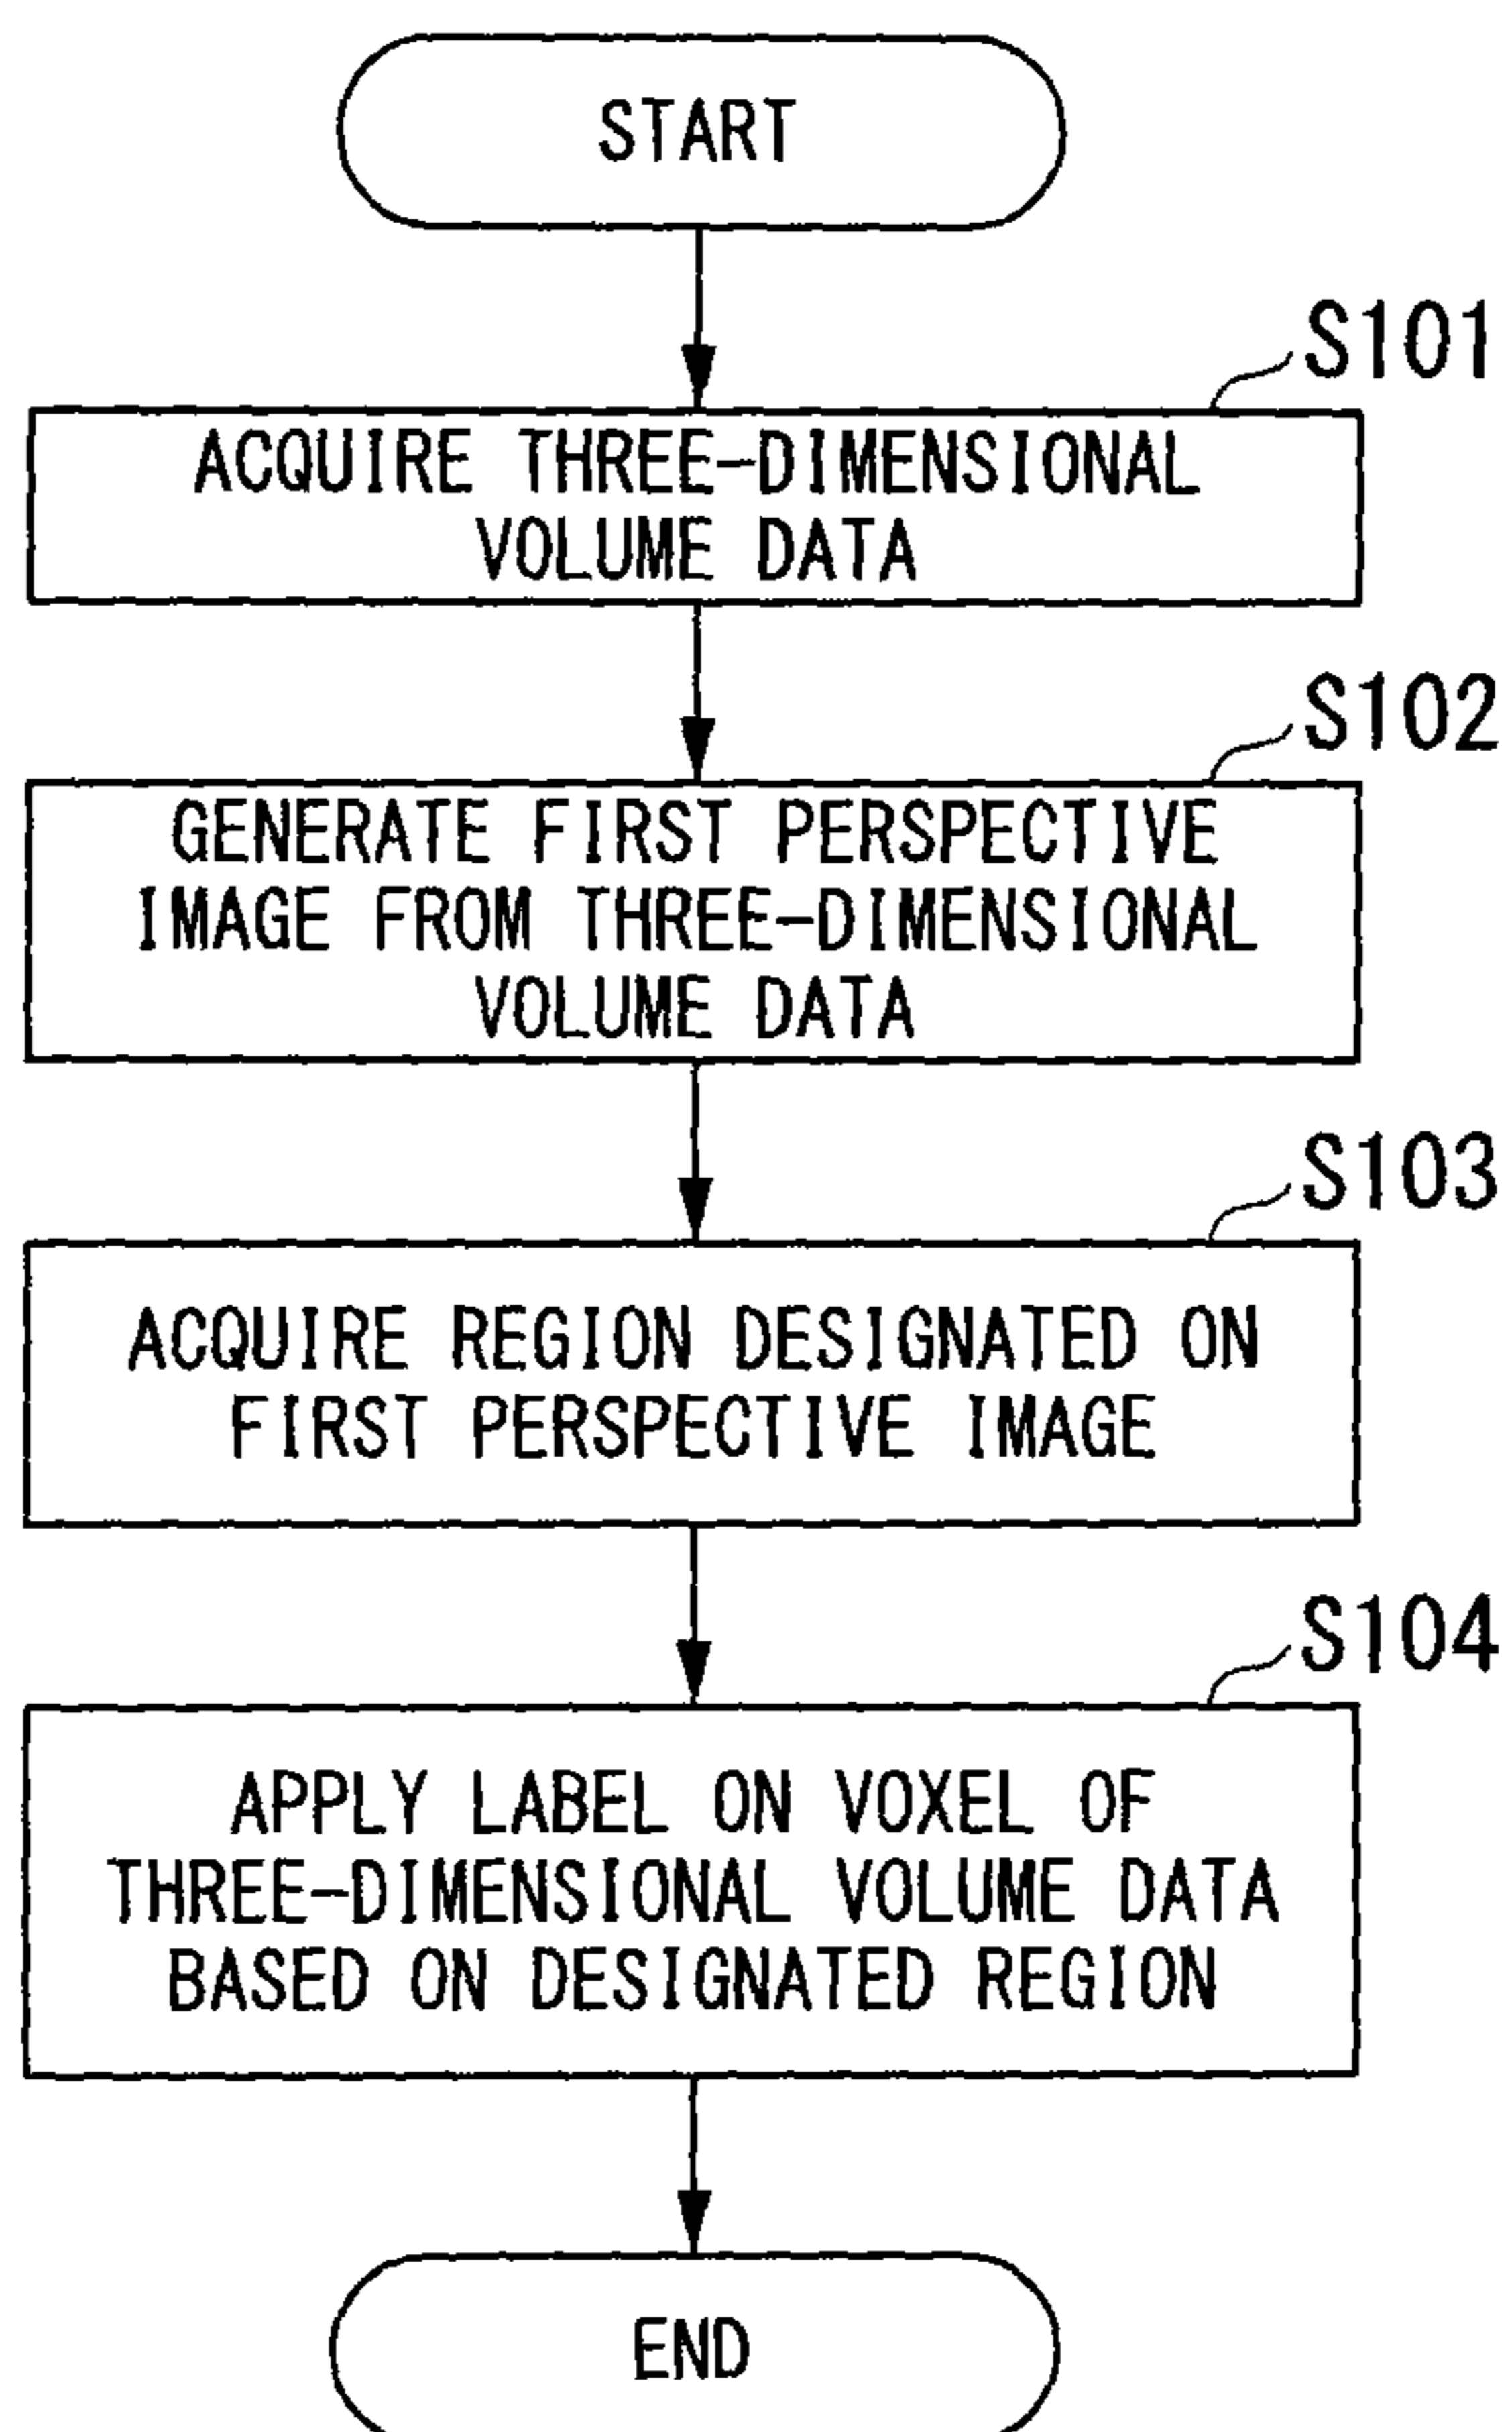 START
S101
ACQUIRE THREE-DIMENSIONAL
VOLUME DATA
S102
GENERATE FIRST PERSPECTIVE
IMAGE FROM THREE-DIMENSIONAL
VOLUME DATA
S103
ACQUIRE REGION DESIGNATED ON
FIRST PERSPECTIVE IMAGE
S104
APPLY LABEL ON VOXEL OF
THREE-DIMENSIONAL VOLUME DATA
BASED ON DESIGNATED REGION
END